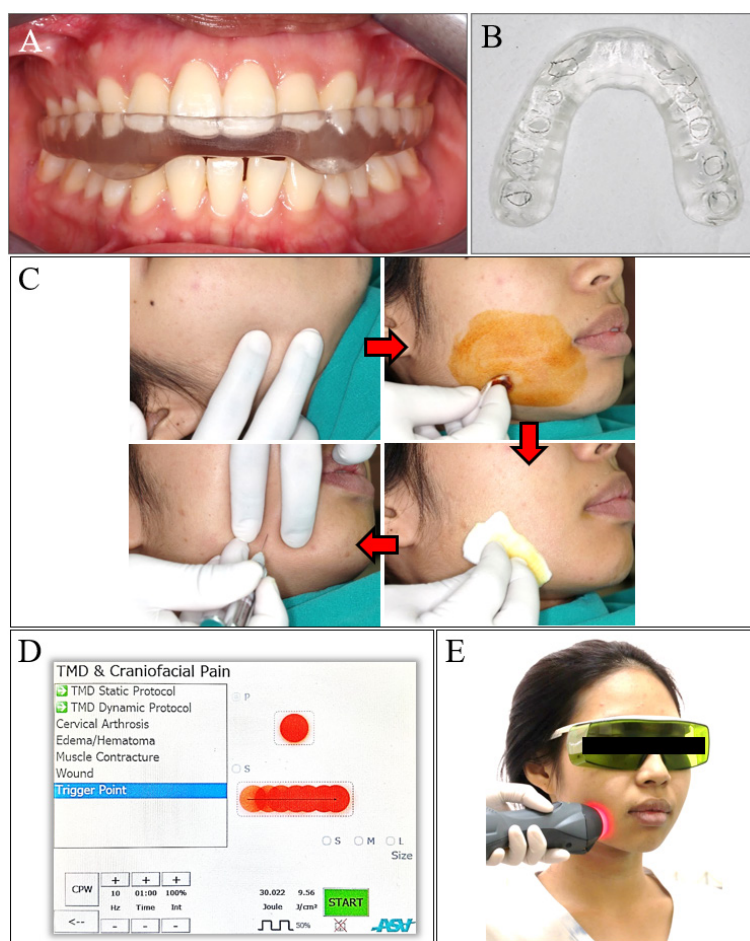 A
B
C
D
TMD & Craniofacial Pain
TMD Static Protocol
TMD Dynamic Protocol
Cervical Arthrosis
Edema/Hematoma
Muscle Contracture
Wound
Trigger Point
P
S
S M L
Size
CPW
+ + +
10 01:00 100%
Hz Time Int
- - -
<--
30.022 9.56
Joule J/cm²
50%
START
ASA
E